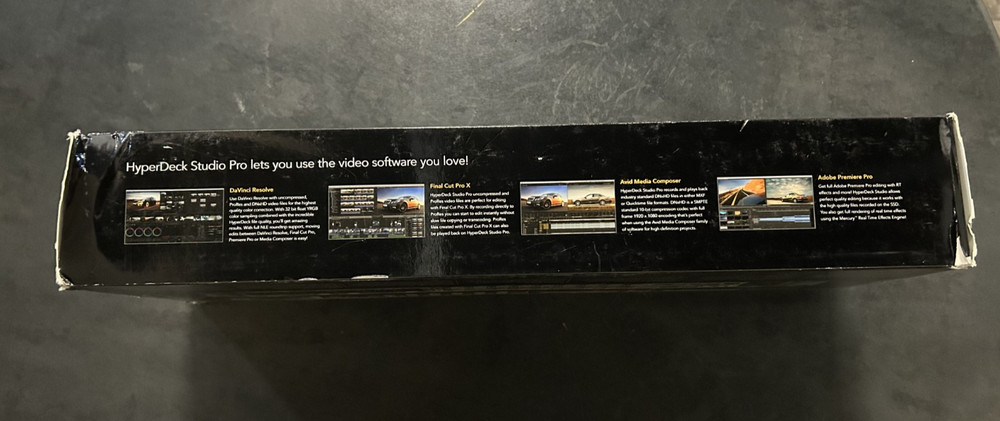 HyperDeck Studio Pro lets you use the video software you love!
DaVinci Resolve
Use DaVinci Resolve with uncompressed,
ProRes and DNxHD video files for the highest
quality color correction. With 32 bit float YRGB
color sampling combined with the incredible
HyperDeck file quality, you'll get amazing
results. With full NLE roundtrip support, moving
edits between DaVinci Resolve, Final Cut Pro,
Premiere Pro or Media Composer is easy!
Final Cut Pro X
HyperDeck Studio Pro uncompressed and
ProRes video files are perfect for editing
with Final Cut Pro X. By recording directly to
ProRes you can start to edit instantly without
slow file copying or transcoding. ProRes
files created with Final Cut Pro X can also
be played back on HyperDeck Studio Pro.
Avid Media Composer
HyperDeck Studio Pro records and plays back
industry standard DNxHD files in either MXF
or Quicktime file formats. DNxHD is a SMPTE
standard 10-bit compression codec with full
frame 1920 x 1080 encoding that's perfect
when using the Avid Media Composer family
of software for high definition projects.
Adobe Premiere Pro
Get full Adobe Premiere Pro editing with RT
effects and more! HyperDeck Studio allows
perfect quality editing because it works with
the high quality files recorded on the SSD.
You also get full rendering of real time effects
using the Mercury Real Time Effects Engine!